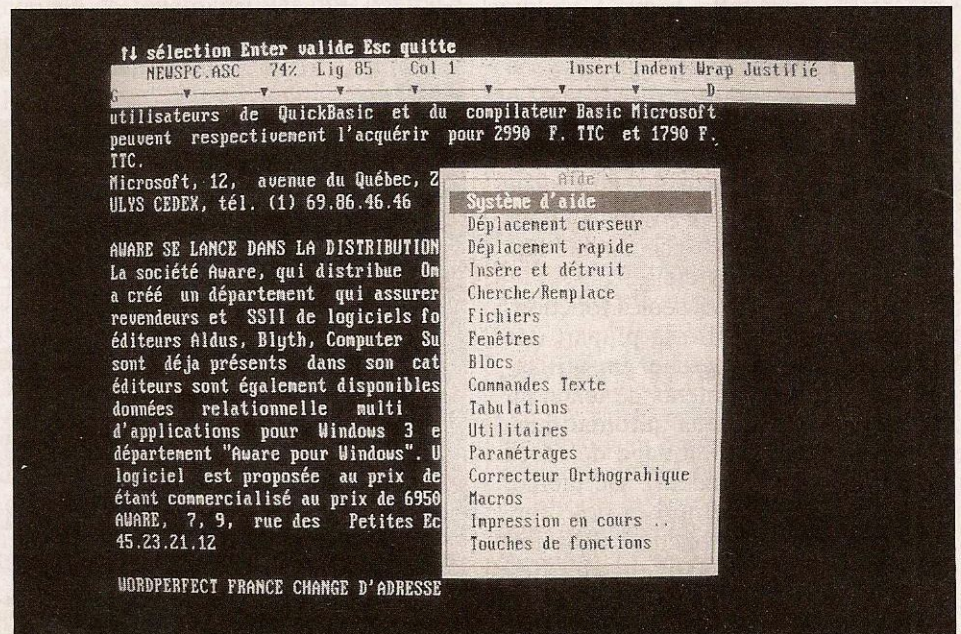 ↑↓ sélection Enter valide Esc quitte
NEWSPC.ASC 74% Lig 85 Col 1 Insert Indent Wrap Justifié
G D
utilisateurs de QuickBasic et du compilateur Basic Microsoft
peuvent respectivement l'acquérir pour 2990 F. TTC et 1790 F.
TTC.
Microsoft, 12, avenue du Québec, Z
ULYS CEDEX, tél. (1) 69.86.46.46
AWARE SE LANCE DANS LA DISTRIBUTION
La société Aware, qui distribue Om
a créé un département qui assurer
revendeurs et SSII de logiciels fo
éditeurs Aldus, Blyth, Computer Su
sont déja présents dans son cat
éditeurs sont également disponibles
données relationnelle multi
d'applications pour Windows 3 e
département "Aware pour Windows". U
logiciel est proposée au prix de
étant commercialisé au prix de 6950
AWARE, 7, 9, rue des Petites Ec
45.23.21.12
WORDPERFECT FRANCE CHANGE D'ADRESSE
Aide
Système d'aide
Déplacement curseur
Déplacement rapide
Insère et détruit
Cherche/Remplace
Fichiers
Fenêtres
Blocs
Commandes Texte
Tabulations
Utilitaires
Paramétrages
Correcteur Orthograhique
Macros
Impression en cours ..
Touches de fonctions